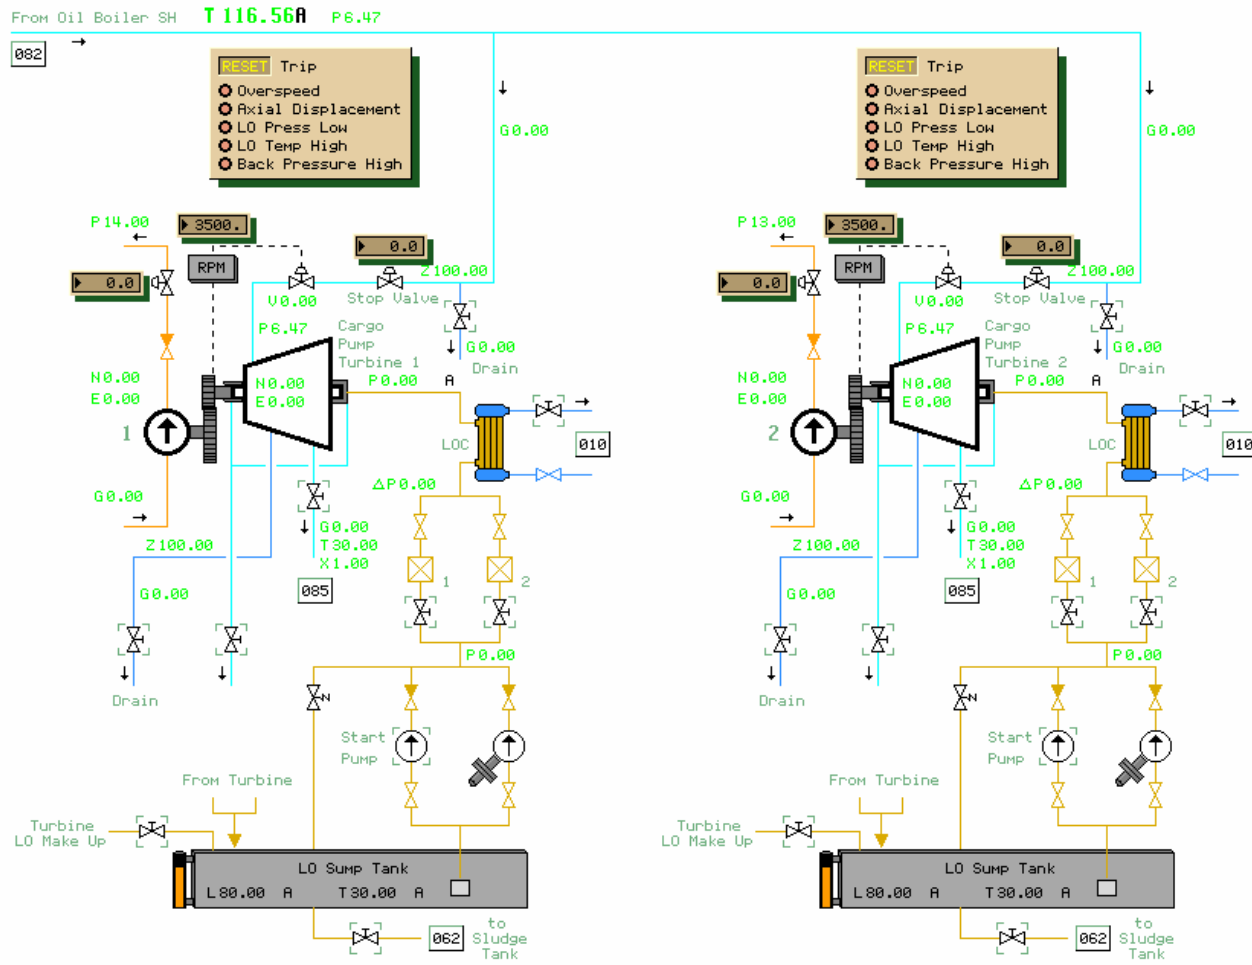 From Oil Boiler SH T 116.56A P6.47
082
RESET Trip
Overspeed
Axial Displacement
LO Press Low
LO Temp High
Back Pressure High
G0.00
P14.00
3500.
0.0
0.0
RPM
Z100.00
V0.00
Stop Valve
P6.47
Cargo
Pump
Turbine 1
G0.00
Drain
N0.00
E0.00
N0.00
E0.00
P0.00
A
1
LOC
010
G0.00
ΔP0.00
Z100.00
G0.00
T30.00
X1.00
085
G0.00
1
2
Drain
P0.00
Start
Pump
From Turbine
Turbine
LO Make Up
LO Sump Tank
L80.00 A T30.00 A
062
to
Sludge
Tank
RESET Trip
Overspeed
Axial Displacement
LO Press Low
LO Temp High
Back Pressure High
G0.00
P13.00
3500.
0.0
0.0
RPM
Z100.00
V0.00
Stop Valve
P6.47
Cargo
Pump
Turbine 2
G0.00
Drain
N0.00
E0.00
N0.00
E0.00
P0.00
A
2
LOC
010
G0.00
ΔP0.00
Z100.00
G0.00
T30.00
X1.00
085
G0.00
1
2
Drain
P0.00
Start
Pump
From Turbine
Turbine
LO Make Up
LO Sump Tank
L80.00 A T30.00 A
062
to
Sludge
Tank
N
N